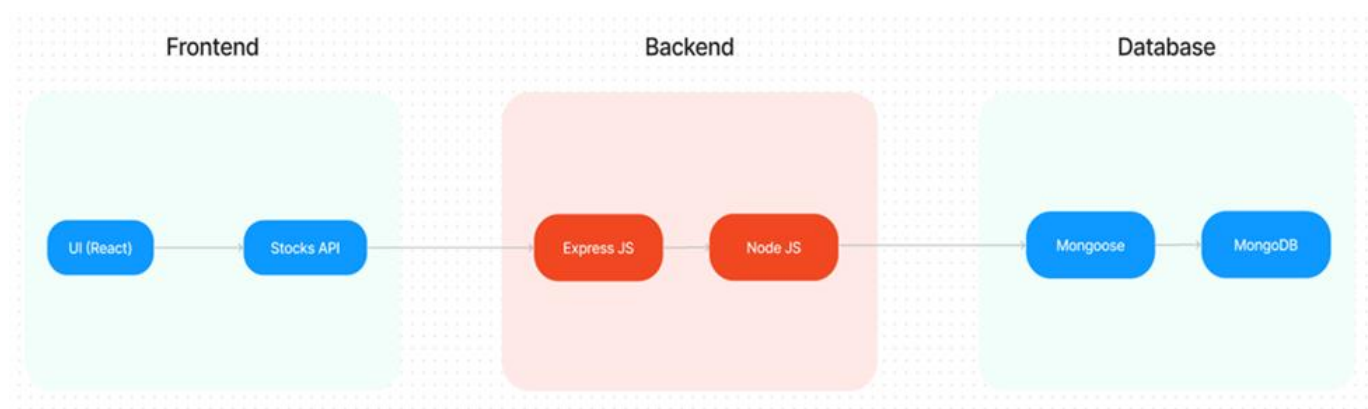 Frontend
Backend
Database
UI (React)
Stocks API
Express JS
Node JS
Mongoose
MongoDB